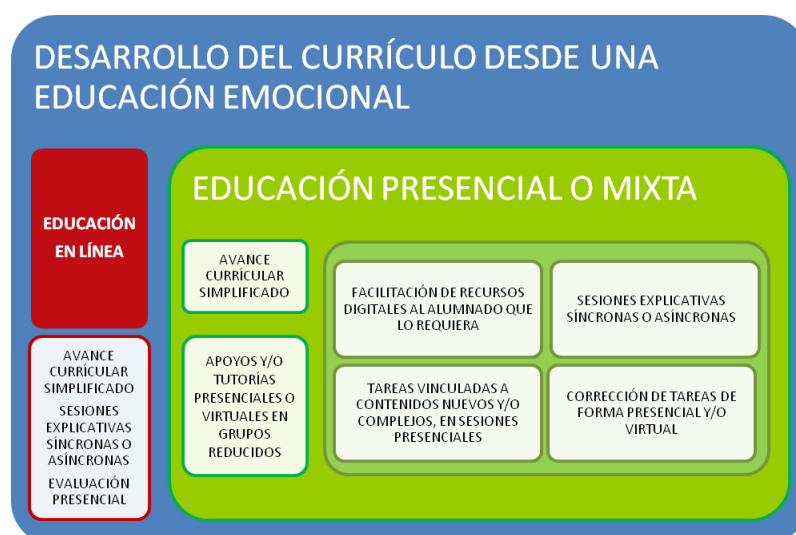 DESARROLLO DEL CURRÍCULO DESDE UNA
EDUCACIÓN EMOCIONAL
EDUCACIÓN
EN LÍNEA
AVANCE
CURRÍCULAR
SIMPLIFICADO
SESIONES
EXPLICATIVAS
SÍNCRONAS O
ASÍNCRONAS
EVALUACIÓN
PRESENCIAL
EDUCACIÓN PRESENCIAL O MIXTA
AVANCE
CURRÍCULAR
SIMPLIFICADO
APOYOS Y/O
TUTORÍAS
PRESENCIALES O
VIRTUALES EN
GRUPOS
REDUCIDOS
FACILITACIÓN DE RECURSOS
DIGITALES AL ALUMNADO QUE
LO REQUIERA
SESIONES EXPLICATIVAS
SÍNCRONAS O ASÍNCRONAS
TAREAS VINCULADAS A
CONTENIDOS NUEVOS Y/O
COMPLEJOS, EN SESIONES
PRESENCIALES
CORRECCIÓN DE TAREAS DE
FORMA PRESENCIAL Y/O
VIRTUAL